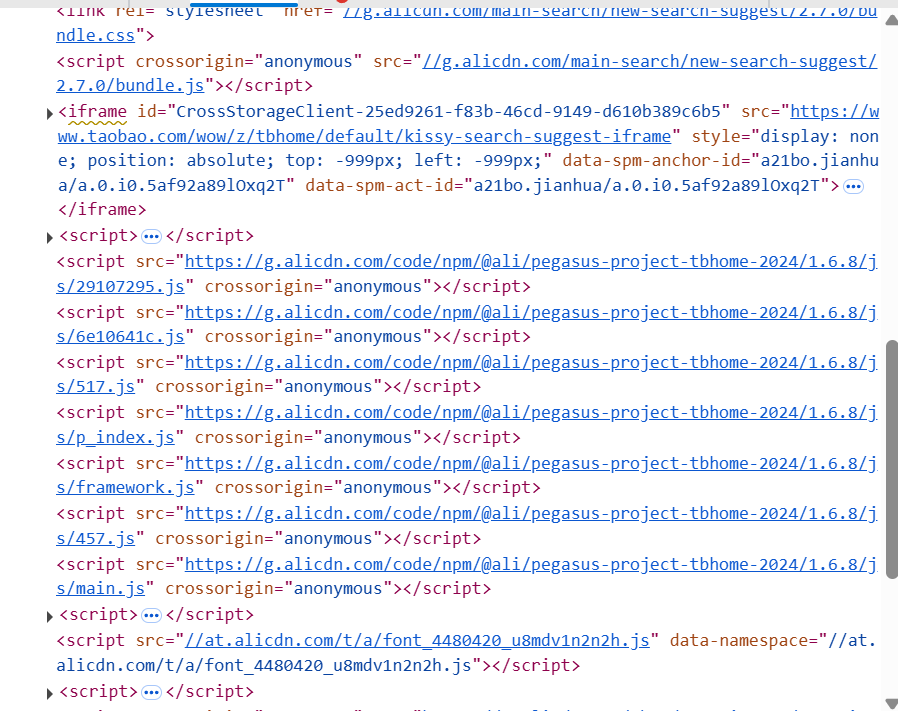 <link rel="stylesheet" href="//g.alicdn.com/main-search/new-search-suggest/2.7.0/bu
ndle.css">
<script crossorigin="anonymous" src="//g.alicdn.com/main-search/new-search-suggest/
2.7.0/bundle.js"></script>
<iframe id="CrossStorageClient-25ed9261-f83b-46cd-9149-d610b389c6b5" src="https://w
ww.taobao.com/wow/z/tbhome/default/kissy-search-suggest-iframe" style="display: non
e; position: absolute; top: -999px; left: -999px;" data-spm-anchor-id="a21bo.jianhu
a/a.0.i0.5af92a89lOxq2T" data-spm-act-id="a21bo.jianhua/a.0.i0.5af92a89lOxq2T">
</iframe>
<script>…</script>
<script src="https://g.alicdn.com/code/npm/@ali/pegasus-project-tbhome-2024/1.6.8/j
s/29107295.js" crossorigin="anonymous"></script>
<script src="https://g.alicdn.com/code/npm/@ali/pegasus-project-tbhome-2024/1.6.8/j
s/6e10641c.js" crossorigin="anonymous"></script>
<script src="https://g.alicdn.com/code/npm/@ali/pegasus-project-tbhome-2024/1.6.8/j
s/517.js" crossorigin="anonymous"></script>
<script src="https://g.alicdn.com/code/npm/@ali/pegasus-project-tbhome-2024/1.6.8/j
s/p_index.js" crossorigin="anonymous"></script>
<script src="https://g.alicdn.com/code/npm/@ali/pegasus-project-tbhome-2024/1.6.8/j
s/framework.js" crossorigin="anonymous"></script>
<script src="https://g.alicdn.com/code/npm/@ali/pegasus-project-tbhome-2024/1.6.8/j
s/457.js" crossorigin="anonymous"></script>
<script src="https://g.alicdn.com/code/npm/@ali/pegasus-project-tbhome-2024/1.6.8/j
s/main.js" crossorigin="anonymous"></script>
<script>…</script>
<script src="//at.alicdn.com/t/a/font_4480420_u8mdv1n2n2h.js" data-namespace="//at.
alicdn.com/t/a/font_4480420_u8mdv1n2n2h.js"></script>
<script>…</script>